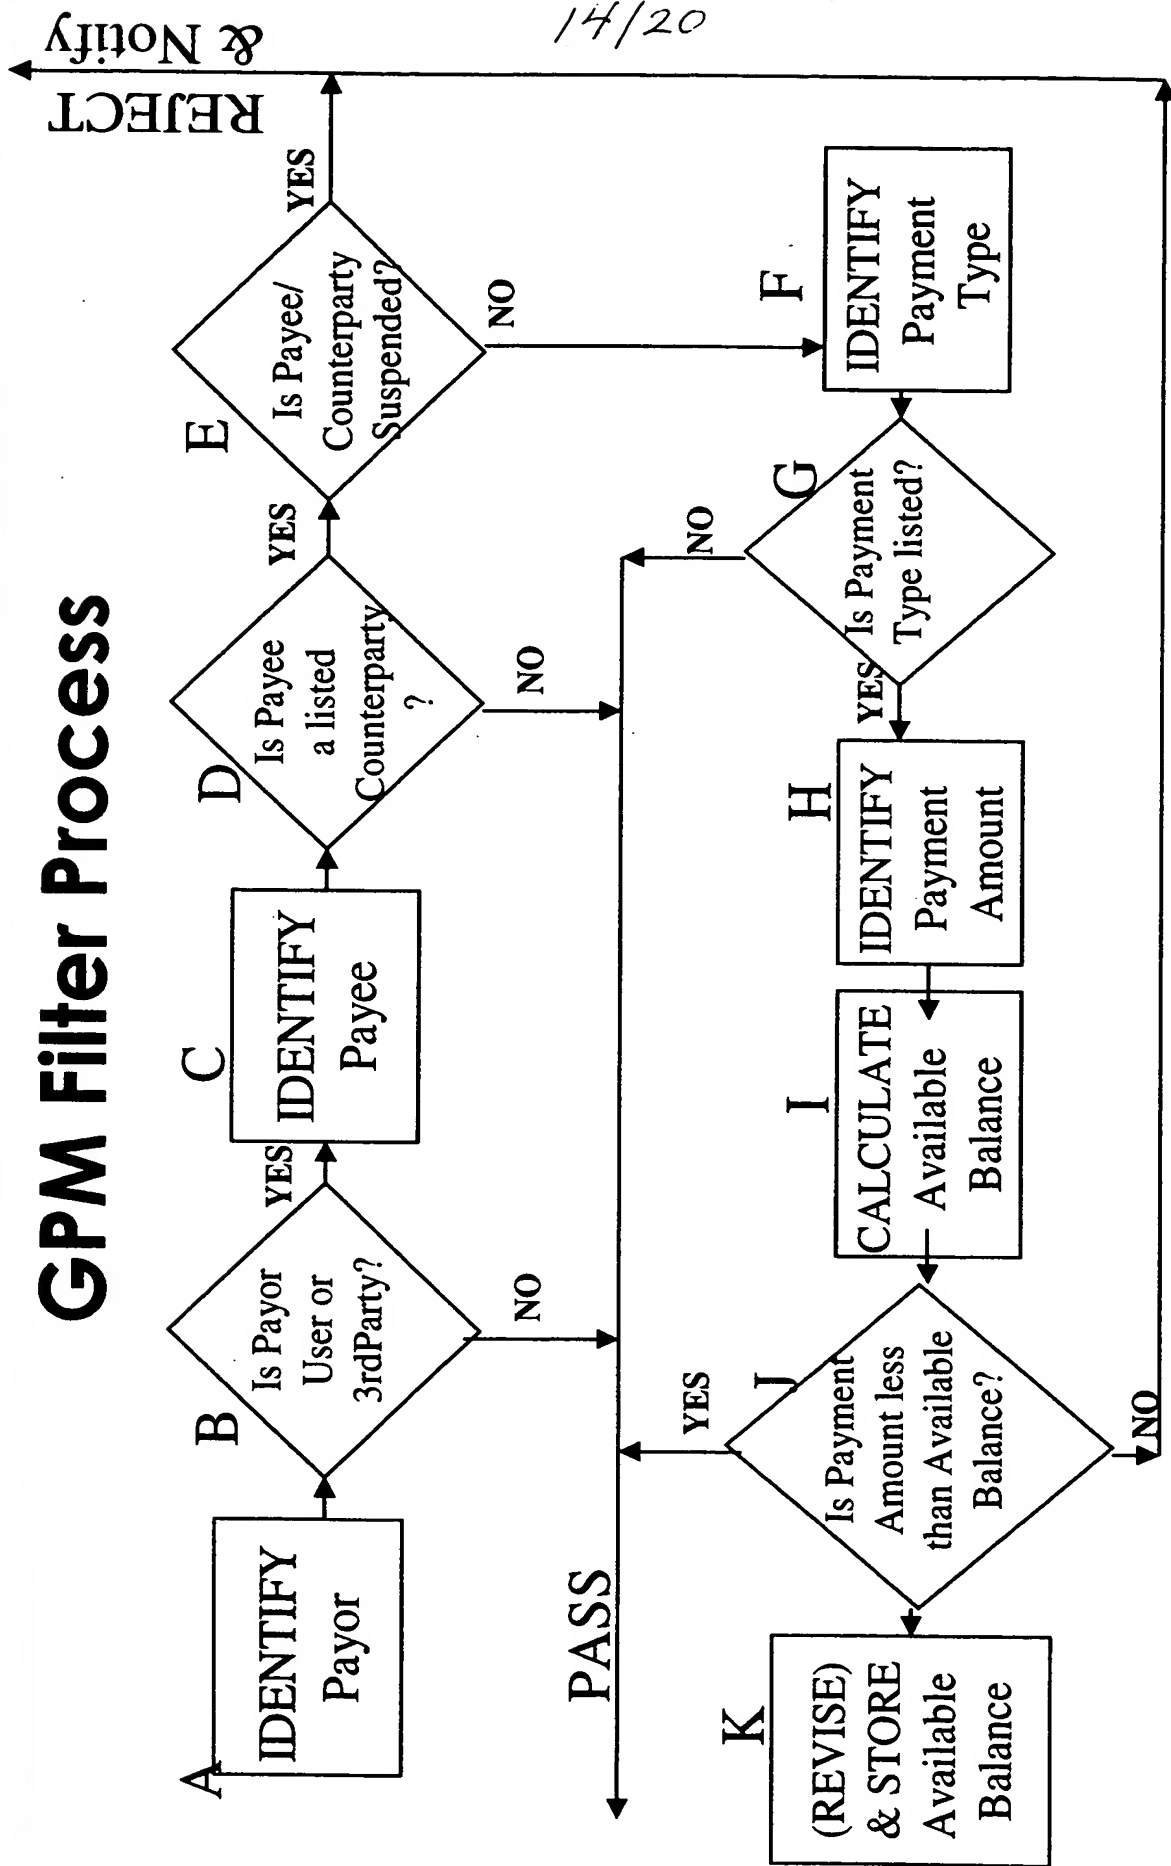 14/20
GPM Filter Process
A
IDENTIFY
Payor
B
Is Payor
User or
3rdParty?
YES
NO
C
IDENTIFY
Payee
D
Is Payee
a listed
Counterparty
?
YES
NO
E
Is Payee/
Counterparty
Suspended?
YES
NO
REJECT
& Notify
PASS
F
IDENTIFY
Payment
Type
G
Is Payment
Type listed?
NO
YES
H
IDENTIFY
Payment
Amount
I
CALCULATE
Available
Balance
J
Is Payment
Amount less
than Available
Balance?
YES
NO
K
(REVISE)
& STORE
Available
Balance